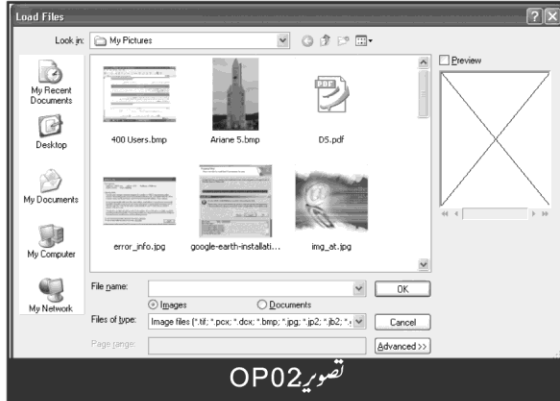 Load Files
Look in: My Pictures
My Recent Documents
Desktop
My Documents
My Computer
My Network
400 Users.bmp
Ariane 5.bmp
D5.pdf
error_info.jpg
google-earth-installati...
img_at.jpg
Preview
File name:
OK
Images Documents
Files of type: Image files (*.tif; *.pcx; *.dcx; *.bmp; *.jpg; *.jp2; *.jb2; *.
Cancel
Page range:
Advanced >>
تصویر OP02